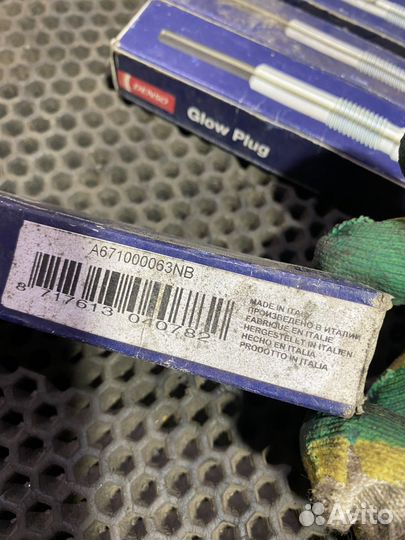 DENSO
Glow Plug
A671000063NB
8 717613 040782
MADE IN ITALY
ПРОИЗВЕДЕНО В ИТАЛИИ
FABRIQUE EN ITALIE
HERGESTELLT IN ITALIEN
HECHO EN ITALIA
PRODOTTO IN ITALIA
Avito